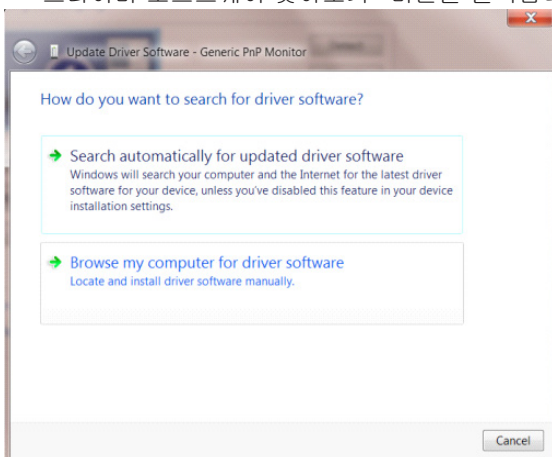 Update Driver Software - Generic PnP Monitor
How do you want to search for driver software?
Search automatically for updated driver software
Windows will search your computer and the Internet for the latest driver
software for your device, unless you've disabled this feature in your device
installation settings.
Browse my computer for driver software
Locate and install driver software manually.
Cancel